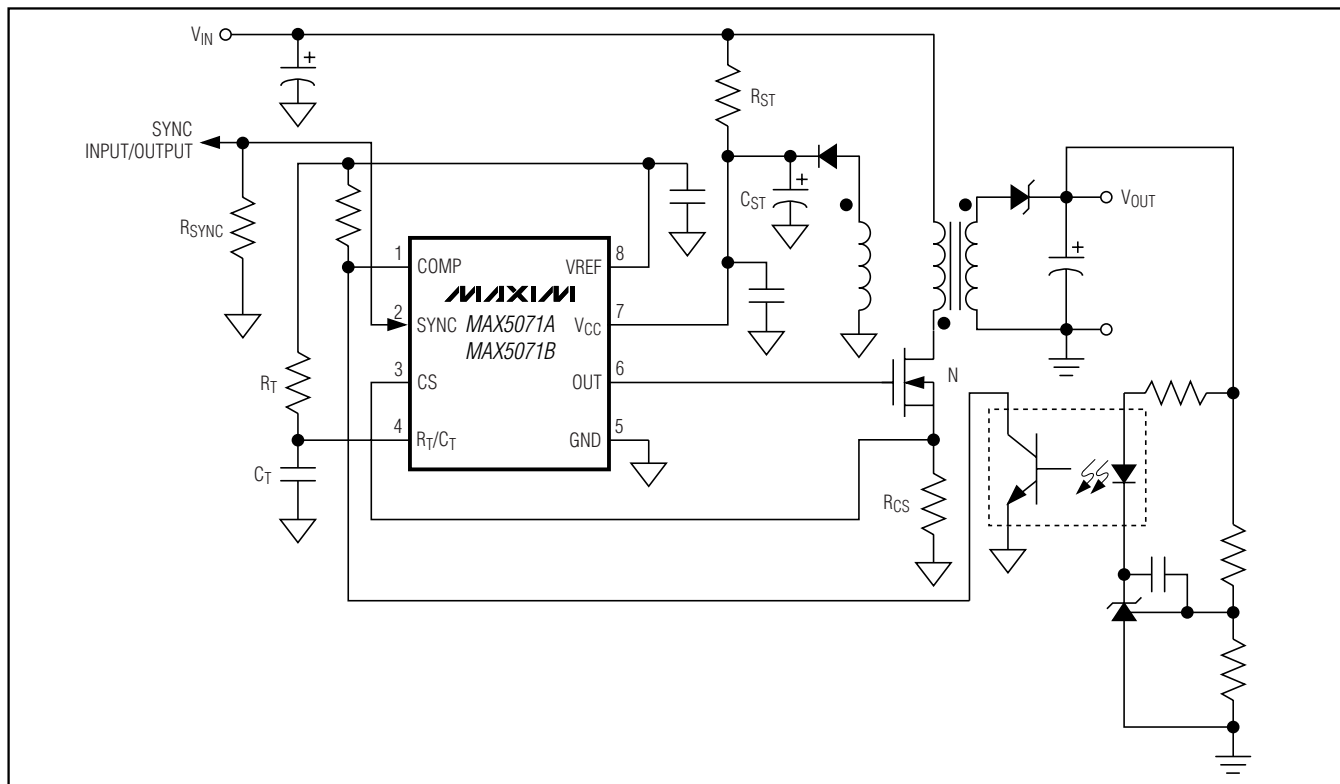 VIN
+
RST
SYNC
INPUT/OUTPUT
+
CST
VOUT
RSYNC
+
1
COMP
VREF
8
MAXIM
2
SYNC
MAX5071A
MAX5071B
VCC
7
RT
3
CS
OUT
6
N
4
RT/CT
GND
5
CT
RCS